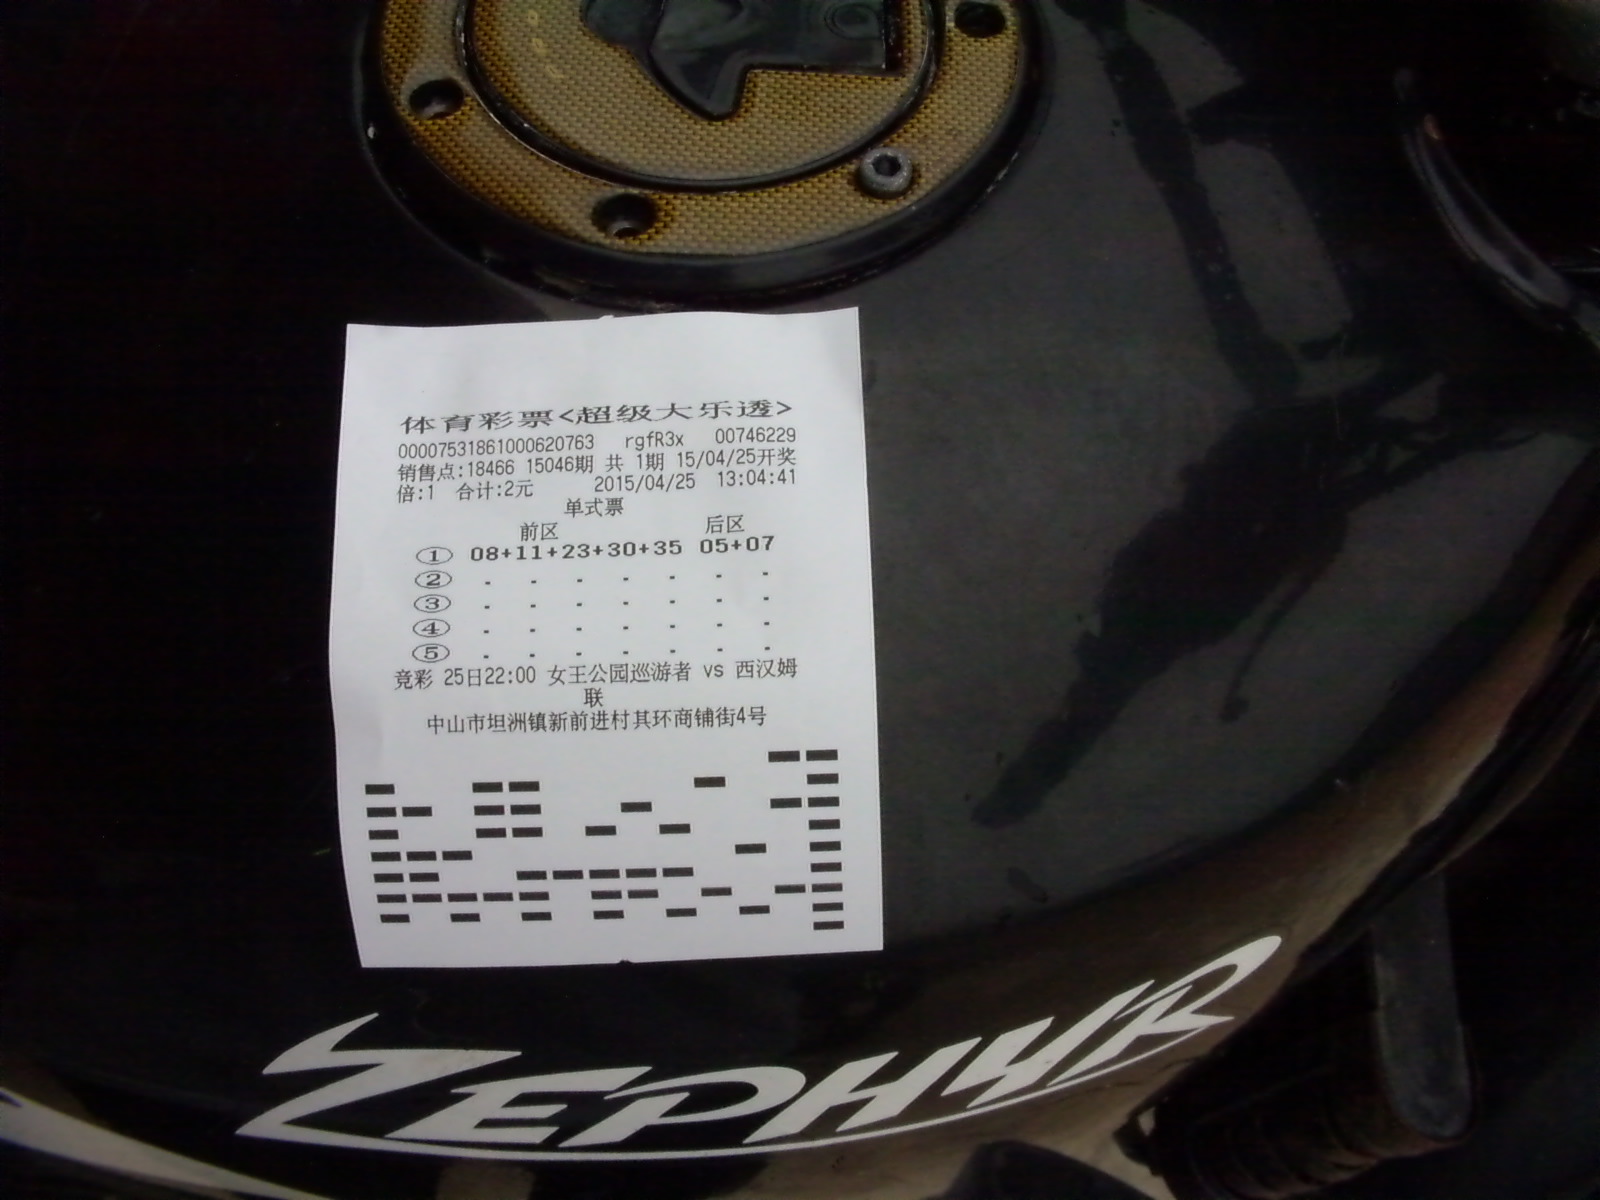 体育彩票<超级大乐透>
00007531861000620763 rgfR3x 00746229
销售点:18466 15046期 共 1期 15/04/25开奖
倍:1 合计:2元 2015/04/25 13:04:41
单式票
前区 后区
① 08+11+23+30+35 05+07
② - - - - - - -
③ - - - - - - -
④ - - - - - - -
⑤ - - - - - - -
竞彩 25日22:00 女王公园巡游者 vs 西汉姆
联
中山市坦洲镇新前进村其环商铺街4号
ZEPHYR